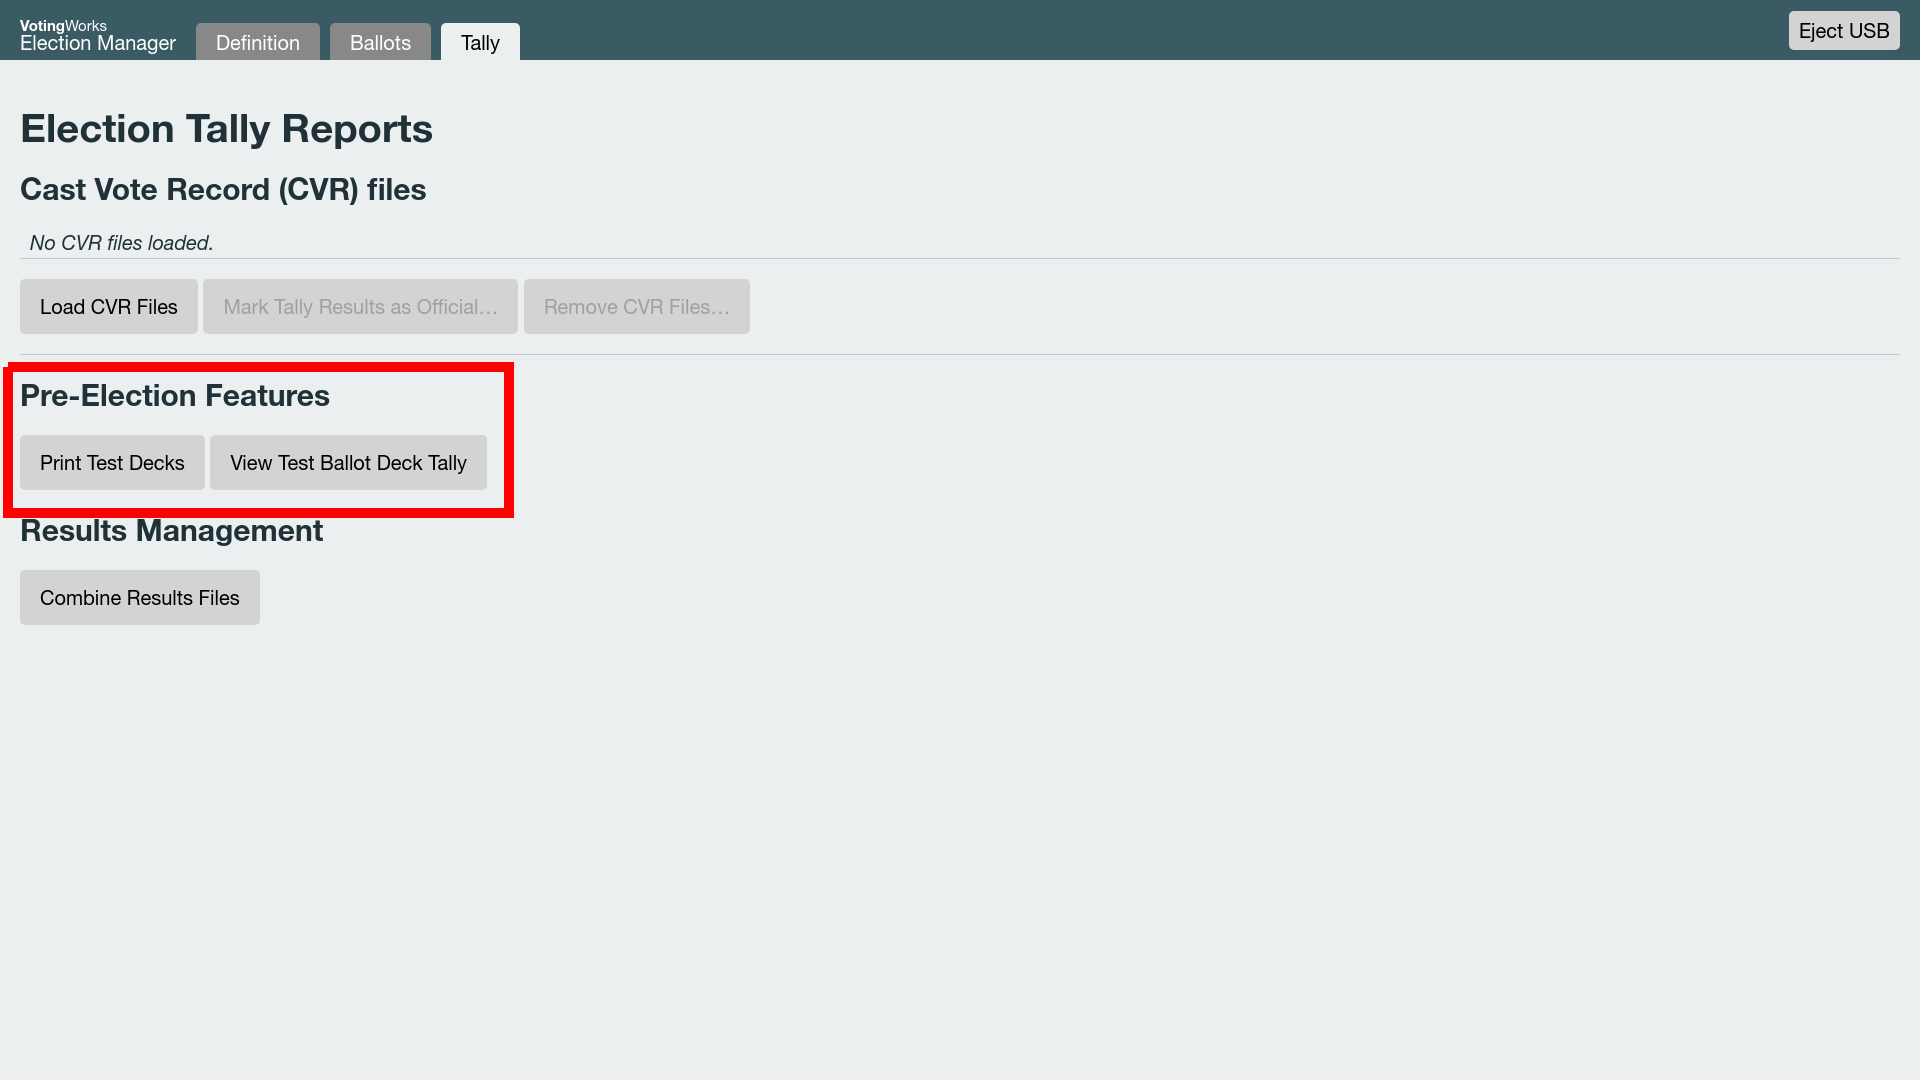 VotingWorks
Election Manager
Definition
Ballots
Tally
Eject USB
Election Tally Reports
Cast Vote Record (CVR) files
No CVR files loaded.
Load CVR Files
Mark Tally Results as Official…
Remove CVR Files…
Pre-Election Features
Print Test Decks
View Test Ballot Deck Tally
Results Management
Combine Results Files